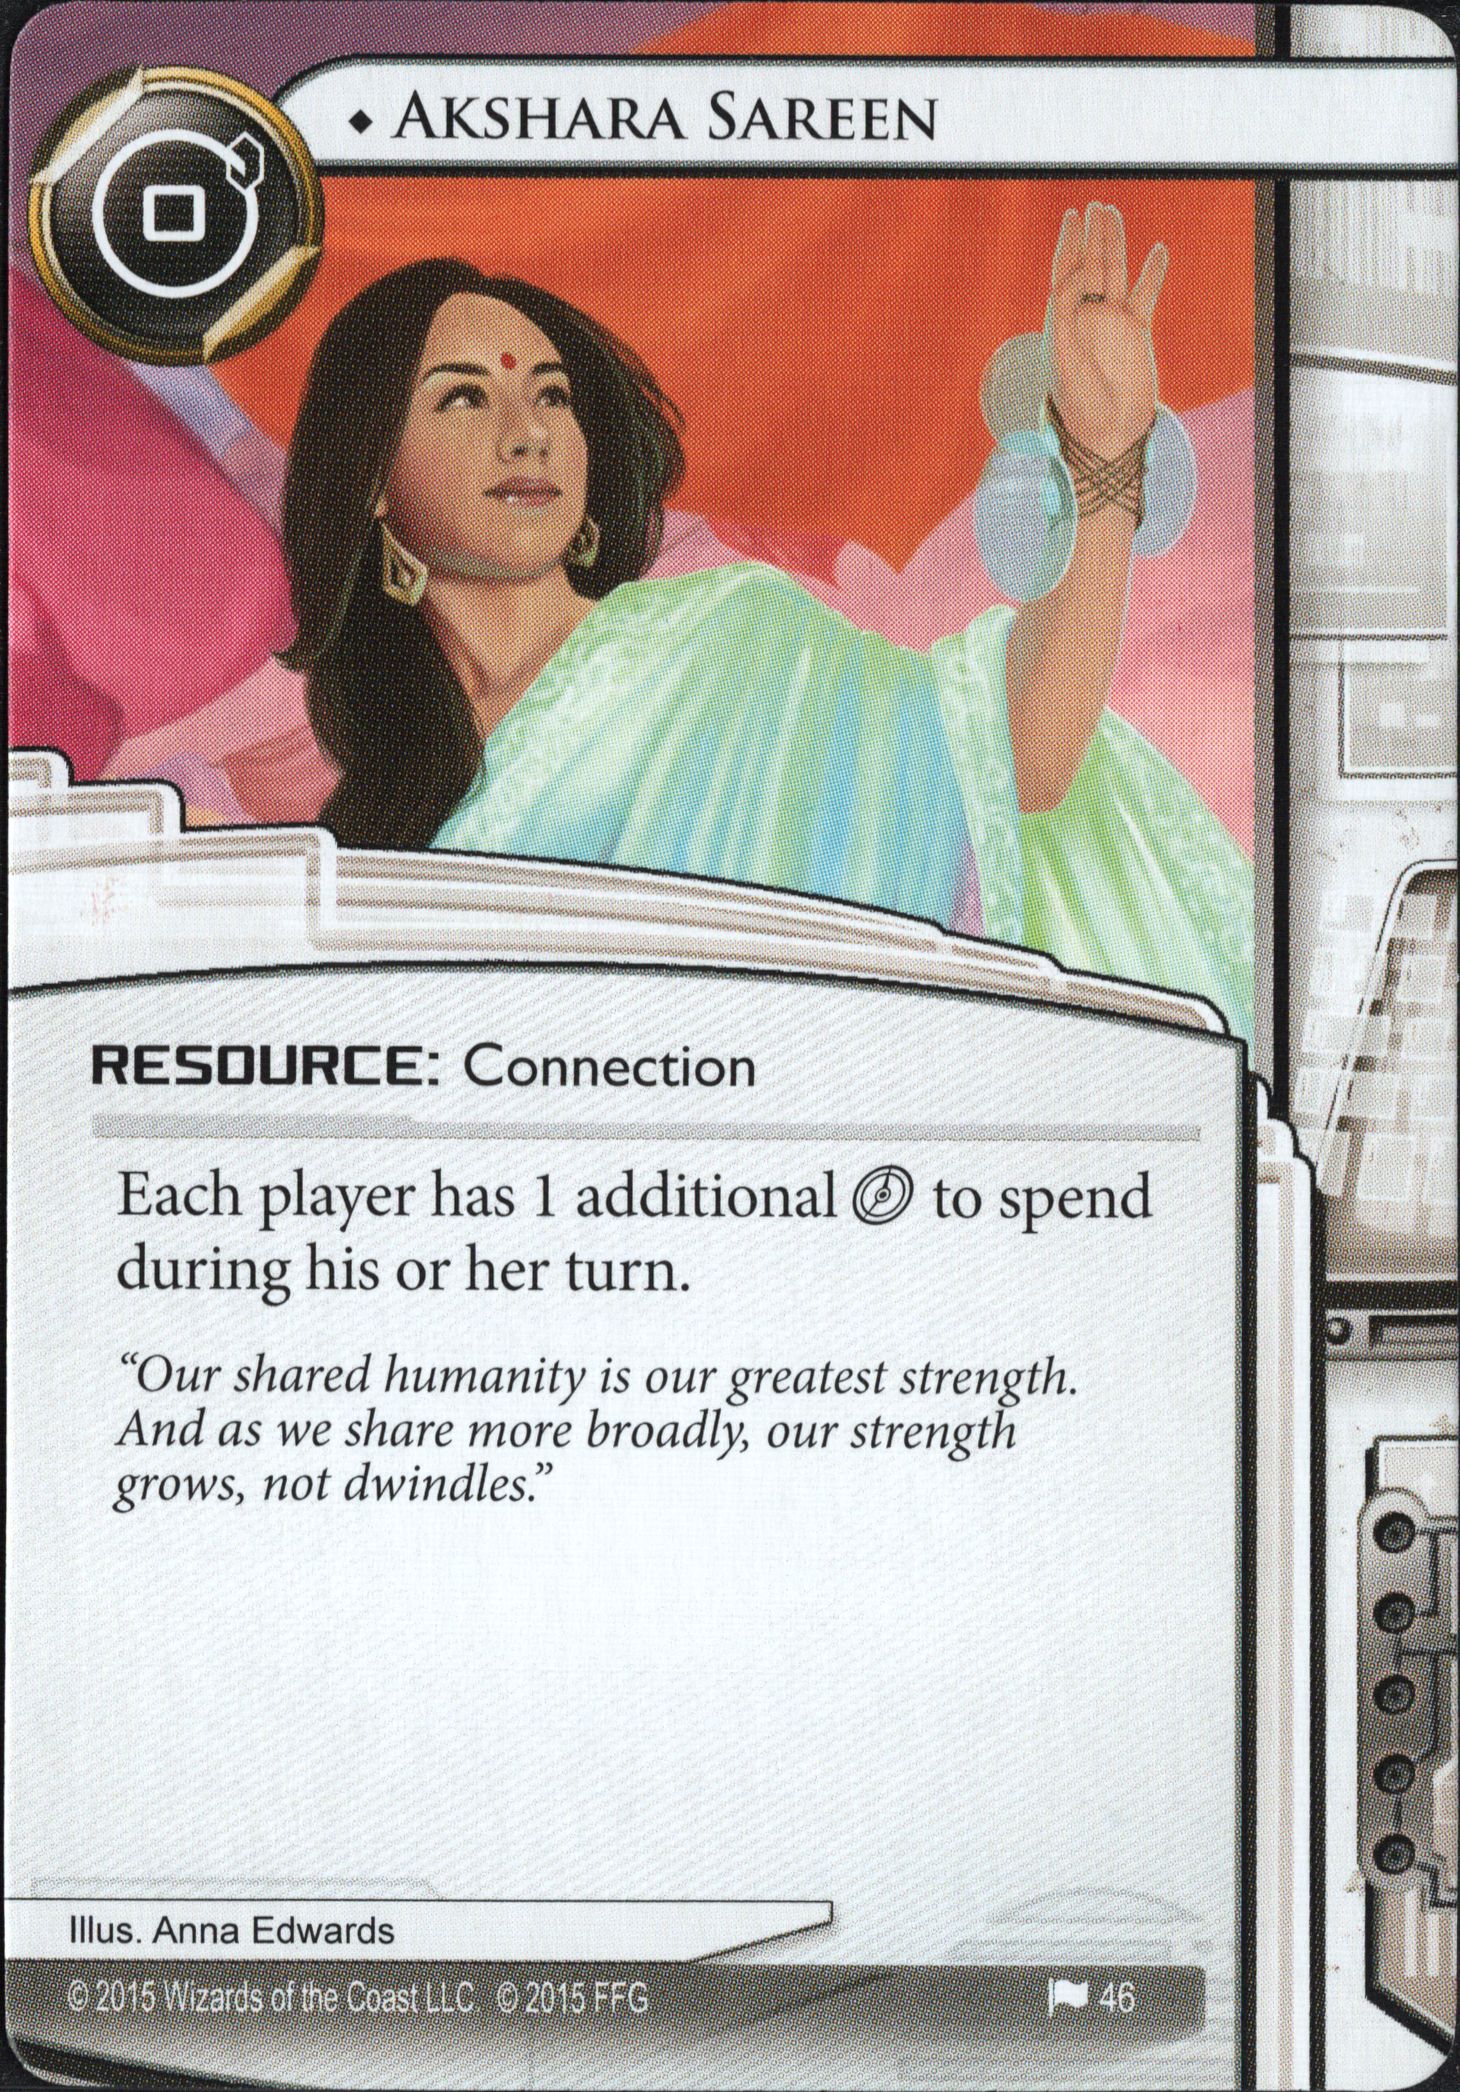 ◆ AKSHARA SAREEN
0
RESOURCE: Connection
Each player has 1 additional to spend
during his or her turn.
“Our shared humanity is our greatest strength.
And as we share more broadly, our strength
grows, not dwindles.”
Illus. Anna Edwards
© 2015 Wizards of the Coast LLC © 2015 FFG
46